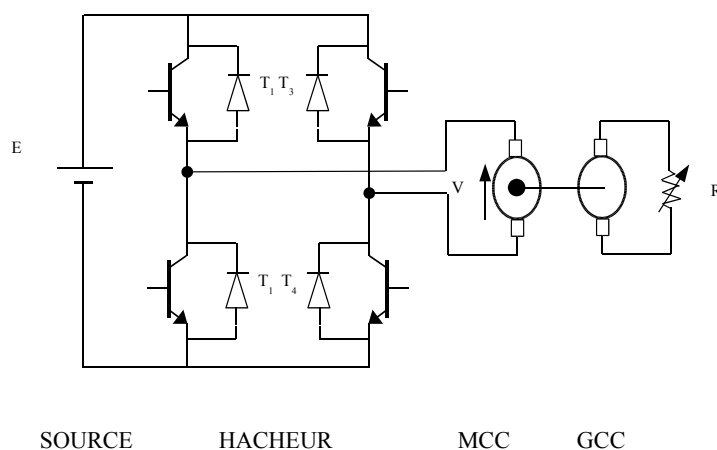 T₁ T₃
E
V
R
T₁ T₄
SOURCE HACHEUR MCC GCC